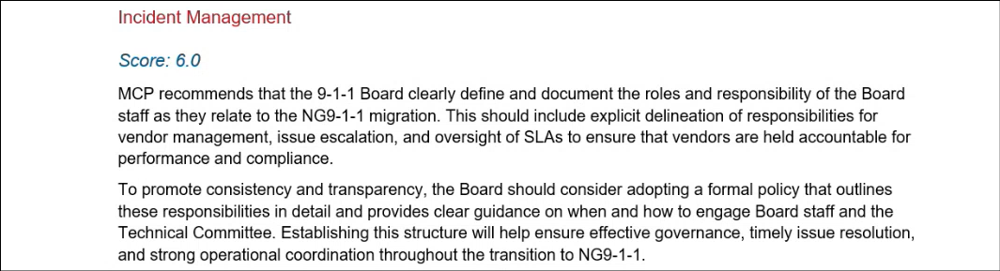 Incident Management
Score: 6.0
MCP recommends that the 9-1-1 Board clearly define and document the roles and responsibility of the Board
staff as they relate to the NG9-1-1 migration. This should include explicit delineation of responsibilities for
vendor management, issue escalation, and oversight of SLAs to ensure that vendors are held accountable for
performance and compliance.
To promote consistency and transparency, the Board should consider adopting a formal policy that outlines
these responsibilities in detail and provides clear guidance on when and how to engage Board staff and the
Technical Committee. Establishing this structure will help ensure effective governance, timely issue resolution,
and strong operational coordination throughout the transition to NG9-1-1.